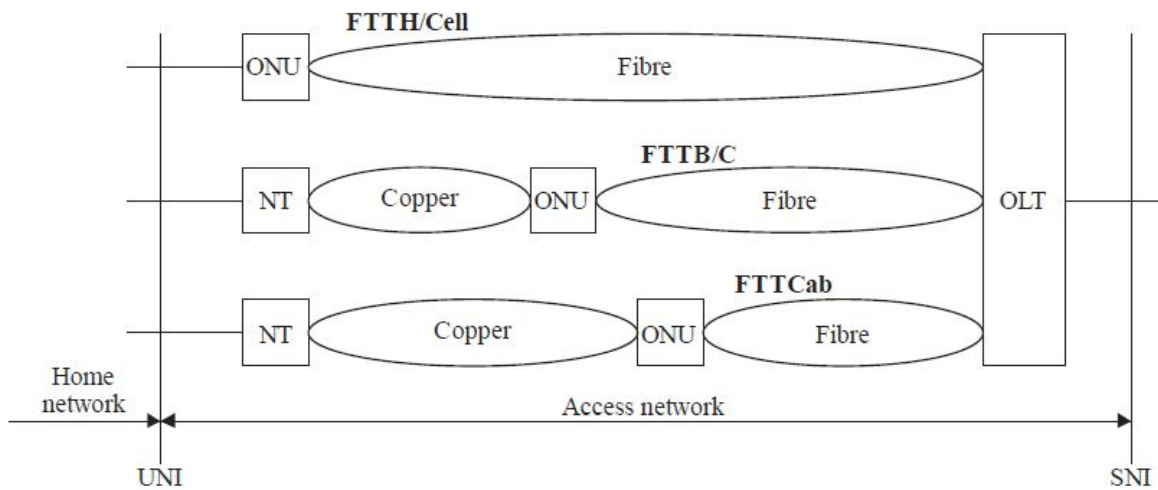 FTTH/Cell
ONU
Fibre
FTTB/C
NT
Copper
ONU
Fibre
OLT
FTTCab
NT
Copper
ONU
Fibre
Home
network
Access network
UNI
SNI